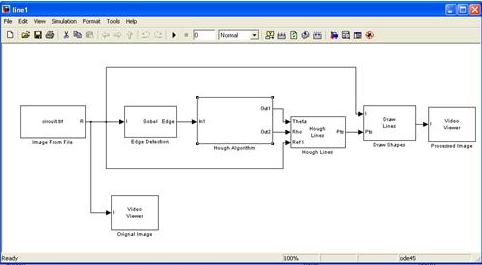 line1
File Edit View Simulation Format Tools Help
0 Normal
circuit.tif R
Image From File
I Sobel Edge
Edge Detection
In1 Out1 Out2
Hough Algorithm
Theta
Rho Hough Lines Pts
Ref I
Hough Lines
I
Pts Draw Lines
Draw Shapes
I Video Viewer
Processed Image
I Video Viewer
Orignal Image
Ready 100% ode45